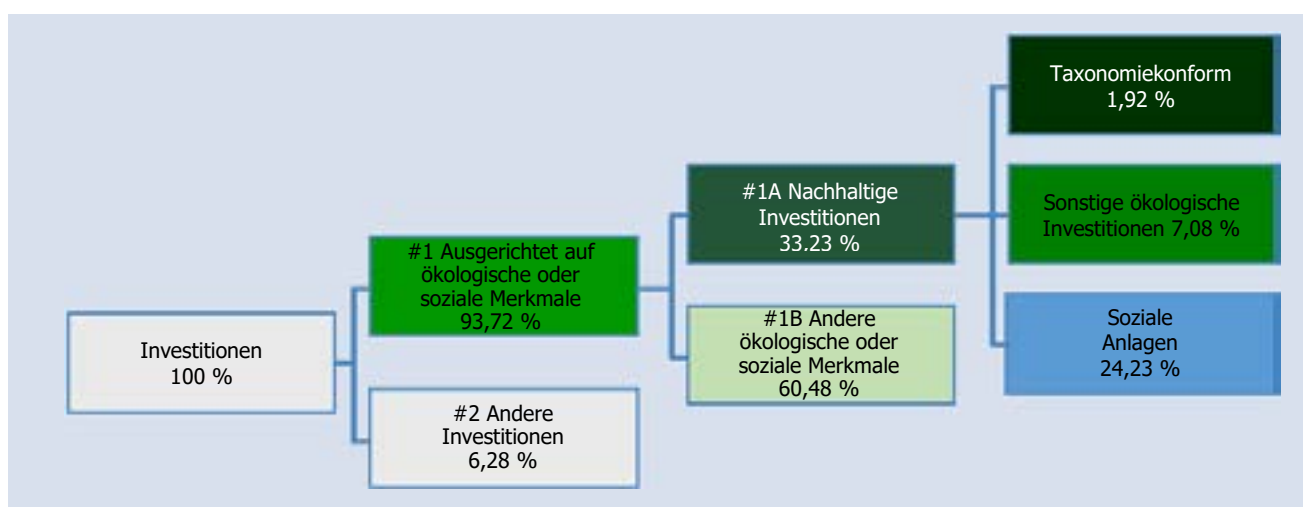 Investitionen
100 %
#1 Ausgerichtet auf
ökologische oder
soziale Merkmale
93,72 %
#2 Andere
Investitionen
6,28 %
#1A Nachhaltige
Investitionen
33.23 %
#1B Andere
ökologische oder
soziale Merkmale
60,48 %
Taxonomiekonform
1,92 %
Sonstige ökologische
Investitionen 7,08 %
Soziale
Anlagen
24,23 %